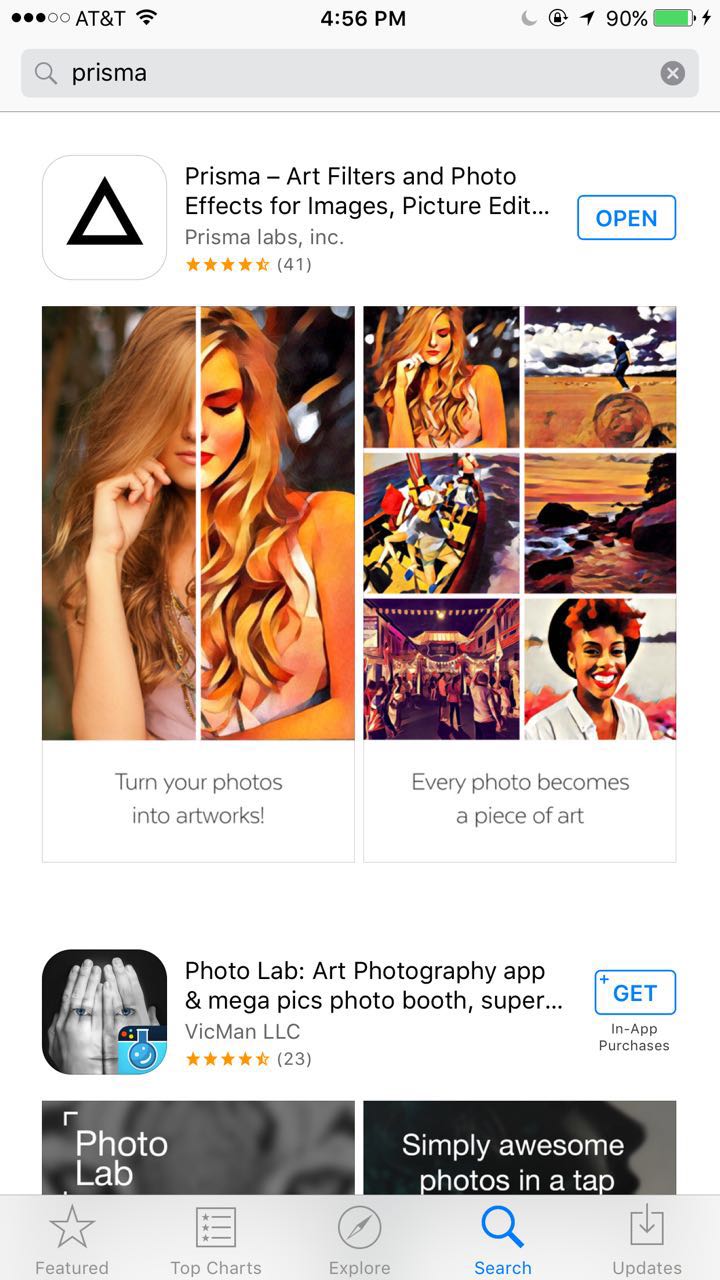 AT&T 4:56 PM 90%
prisma
Prisma – Art Filters and Photo
Effects for Images, Picture Edit...
OPEN
Prisma labs, inc.
(41)
Turn your photos
into artworks!
Every photo becomes
a piece of art
Photo Lab: Art Photography app
& mega pics photo booth, super...
+ GET
VicMan LLC
In-App
Purchases
(23)
Photo
Lab
Simply awesome
photos in a tap
Featured Top Charts Explore Search Updates